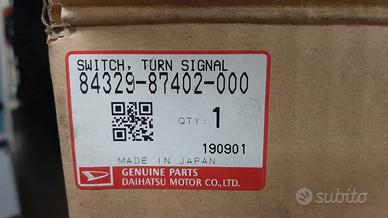 SWITCH, TURN SIGNAL
84329-87402-000
QTY: 1
190901
MADE IN JAPAN
GENUINE PARTS
DAIHATSU MOTOR CO., LTD.
subito